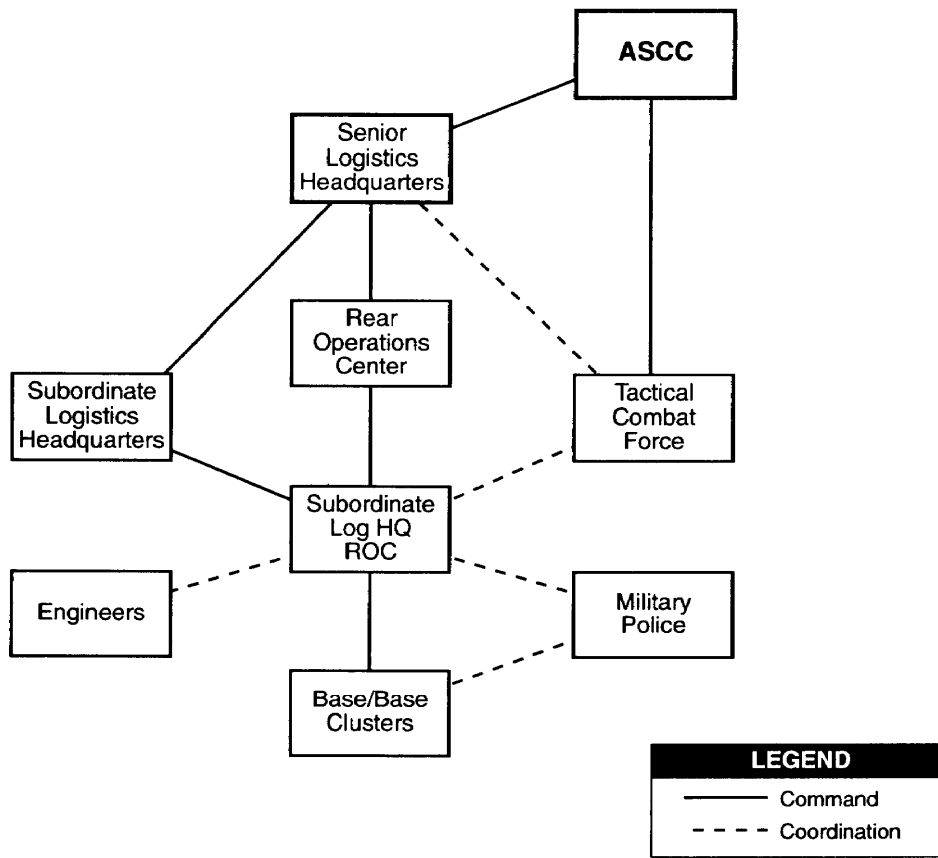 ASCC
Senior
Logistics
Headquarters
Rear
Operations
Center
Subordinate
Logistics
Headquarters
Tactical
Combat
Force
Subordinate
Log HQ
ROC
Engineers
Military
Police
Base/Base
Clusters
LEGEND
Command
Coordination